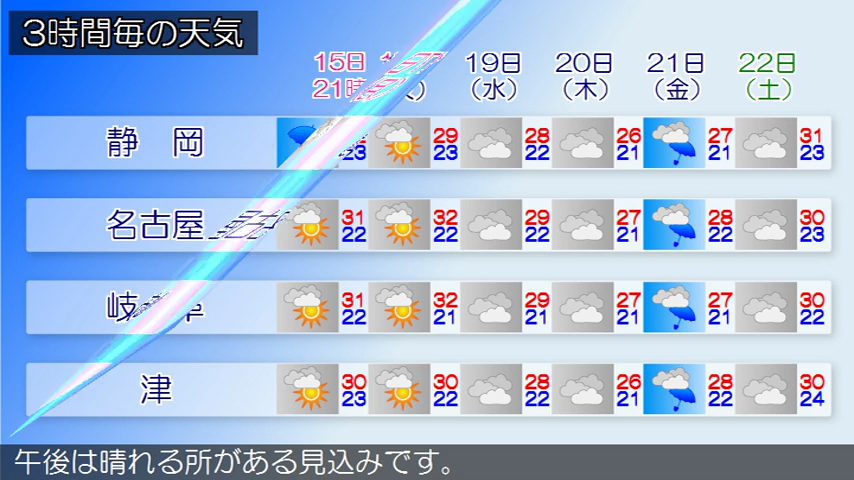 3時間毎の天気
15日 19日 20日 21日 22日
21時 (水) (木) (金) (土)
静岡 23 29 23 28 22 26 21 27 21 31 23
名古屋 31 22 32 22 29 22 27 21 28 22 30 23
岐阜 31 22 32 21 29 21 27 21 27 21 30 22
津 30 23 30 22 28 22 26 21 28 22 30 24
午後は晴れる所がある見込みです。